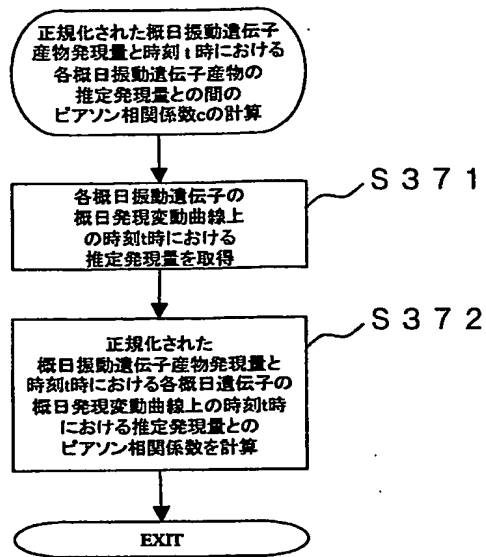 正規化された概日振動遺伝子
産物発現量と時刻t時における
各概日振動遺伝子産物の
推定発現量との間の
ピアソン相関係数cの計算
S371
各概日振動遺伝子の
概日発現変動曲線上
の時刻t時における
推定発現量を取得
S372
正規化された
概日振動遺伝子産物発現量と
時刻t時における各概日遺伝子の
概日発現変動曲線上の時刻t時
における推定発現量との
ピアソン相関係数を計算
EXIT